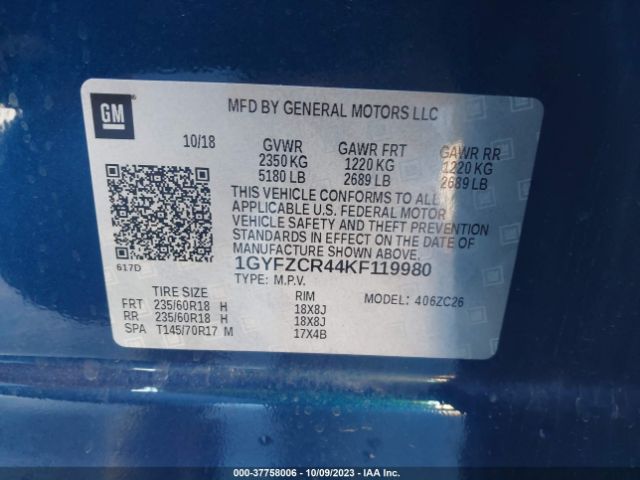 GM
MFD BY GENERAL MOTORS LLC
10/18 GVWR GAWR FRT GAWR RR
2350 KG 1220 KG 1220 KG
5180 LB 2689 LB 2689 LB
THIS VEHICLE CONFORMS TO ALL
APPLICABLE U.S. FEDERAL MOTOR
VEHICLE SAFETY AND THEFT PREVENTION
STANDARDS IN EFFECT ON THE DATE OF
MANUFACTURE SHOWN ABOVE.
617D 1GYFZCR44KF119980
TYPE: M.P.V.
TIRE SIZE RIM MODEL: 406ZC26
FRT 235/60R18 H 18X8J
RR 235/60R18 H 18X8J
SPA T145/70R17 M 17X4B
000-37758006 - 10/09/2023 - IAA Inc.